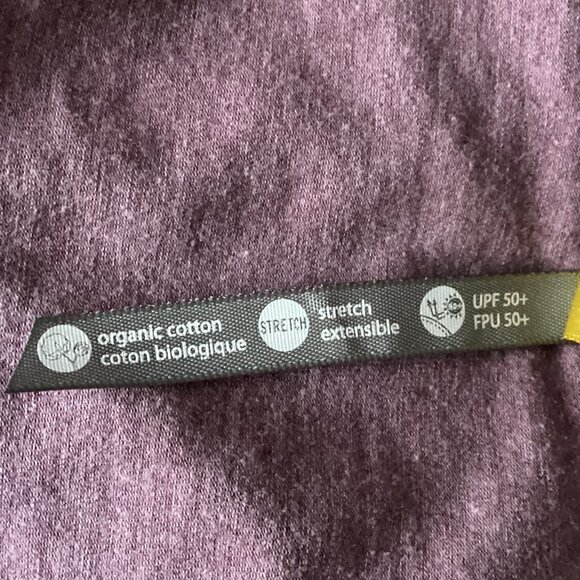 organic cotton
coton biologique
STRETCH
stretch
extensible
UPF 50+
FPU 50+